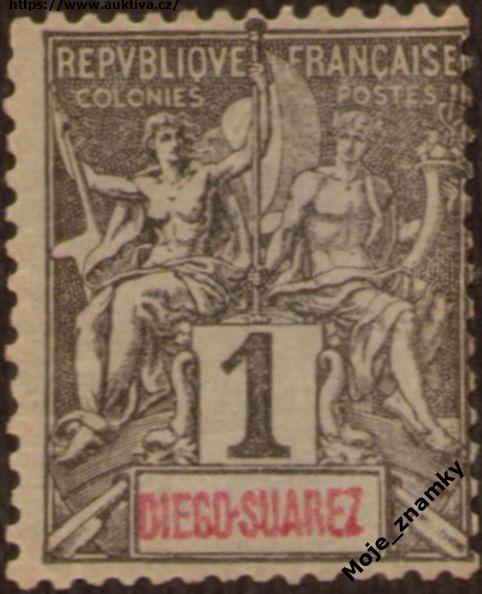 https://www.auktiva.cz/
REPVBLIQVE FRANÇAISE
COLONIES POSTES
1
DIEGO-SUAREZ
Moje_znamky